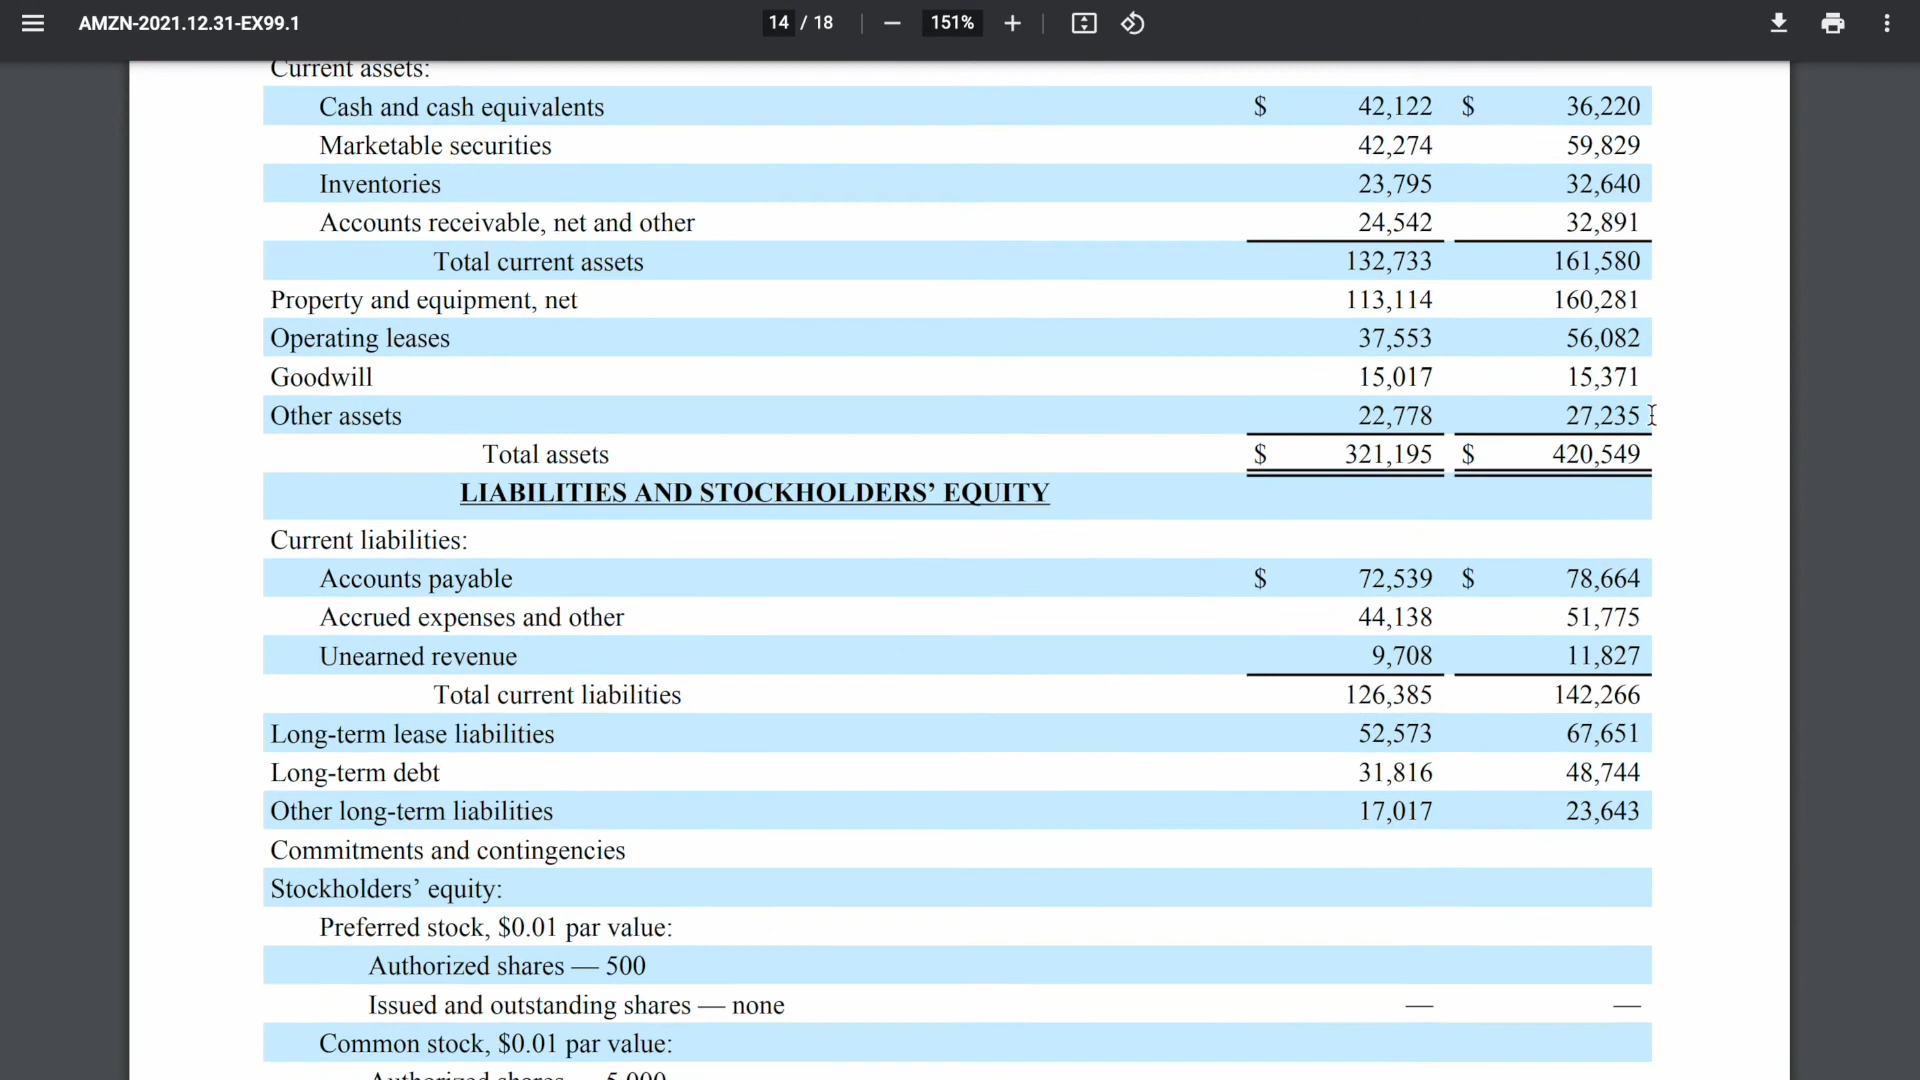 AMZN-2021.12.31-EX99.1 14 / 18 151%
Current assets:
Cash and cash equivalents $ 42,122 $ 36,220
Marketable securities 42,274 59,829
Inventories 23,795 32,640
Accounts receivable, net and other 24,542 32,891
Total current assets 132,733 161,580
Property and equipment, net 113,114 160,281
Operating leases 37,553 56,082
Goodwill 15,017 15,371
Other assets 22,778 27,235
Total assets $ 321,195 $ 420,549
LIABILITIES AND STOCKHOLDERS’ EQUITY
Current liabilities:
Accounts payable $ 72,539 $ 78,664
Accrued expenses and other 44,138 51,775
Unearned revenue 9,708 11,827
Total current liabilities 126,385 142,266
Long-term lease liabilities 52,573 67,651
Long-term debt 31,816 48,744
Other long-term liabilities 17,017 23,643
Commitments and contingencies
Stockholders’ equity:
Preferred stock, $0.01 par value:
Authorized shares — 500
Issued and outstanding shares — none — —
Common stock, $0.01 par value:
Authorized shares — 5,000